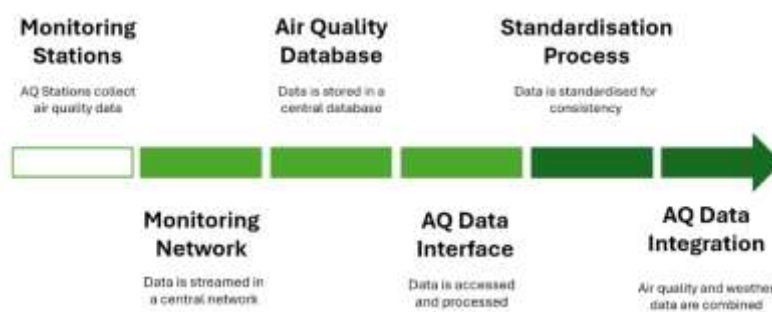 Monitoring
Stations
AQ Stations collect
air quality data
Air Quality
Database
Data is stored in a
central database
Standardisation
Process
Data is standardised for
consistency
Monitoring
Network
Data is streamed in
a central network
AQ Data
Interface
Data is accessed
and processed
AQ Data
Integration
Air quality and weather
data are combined